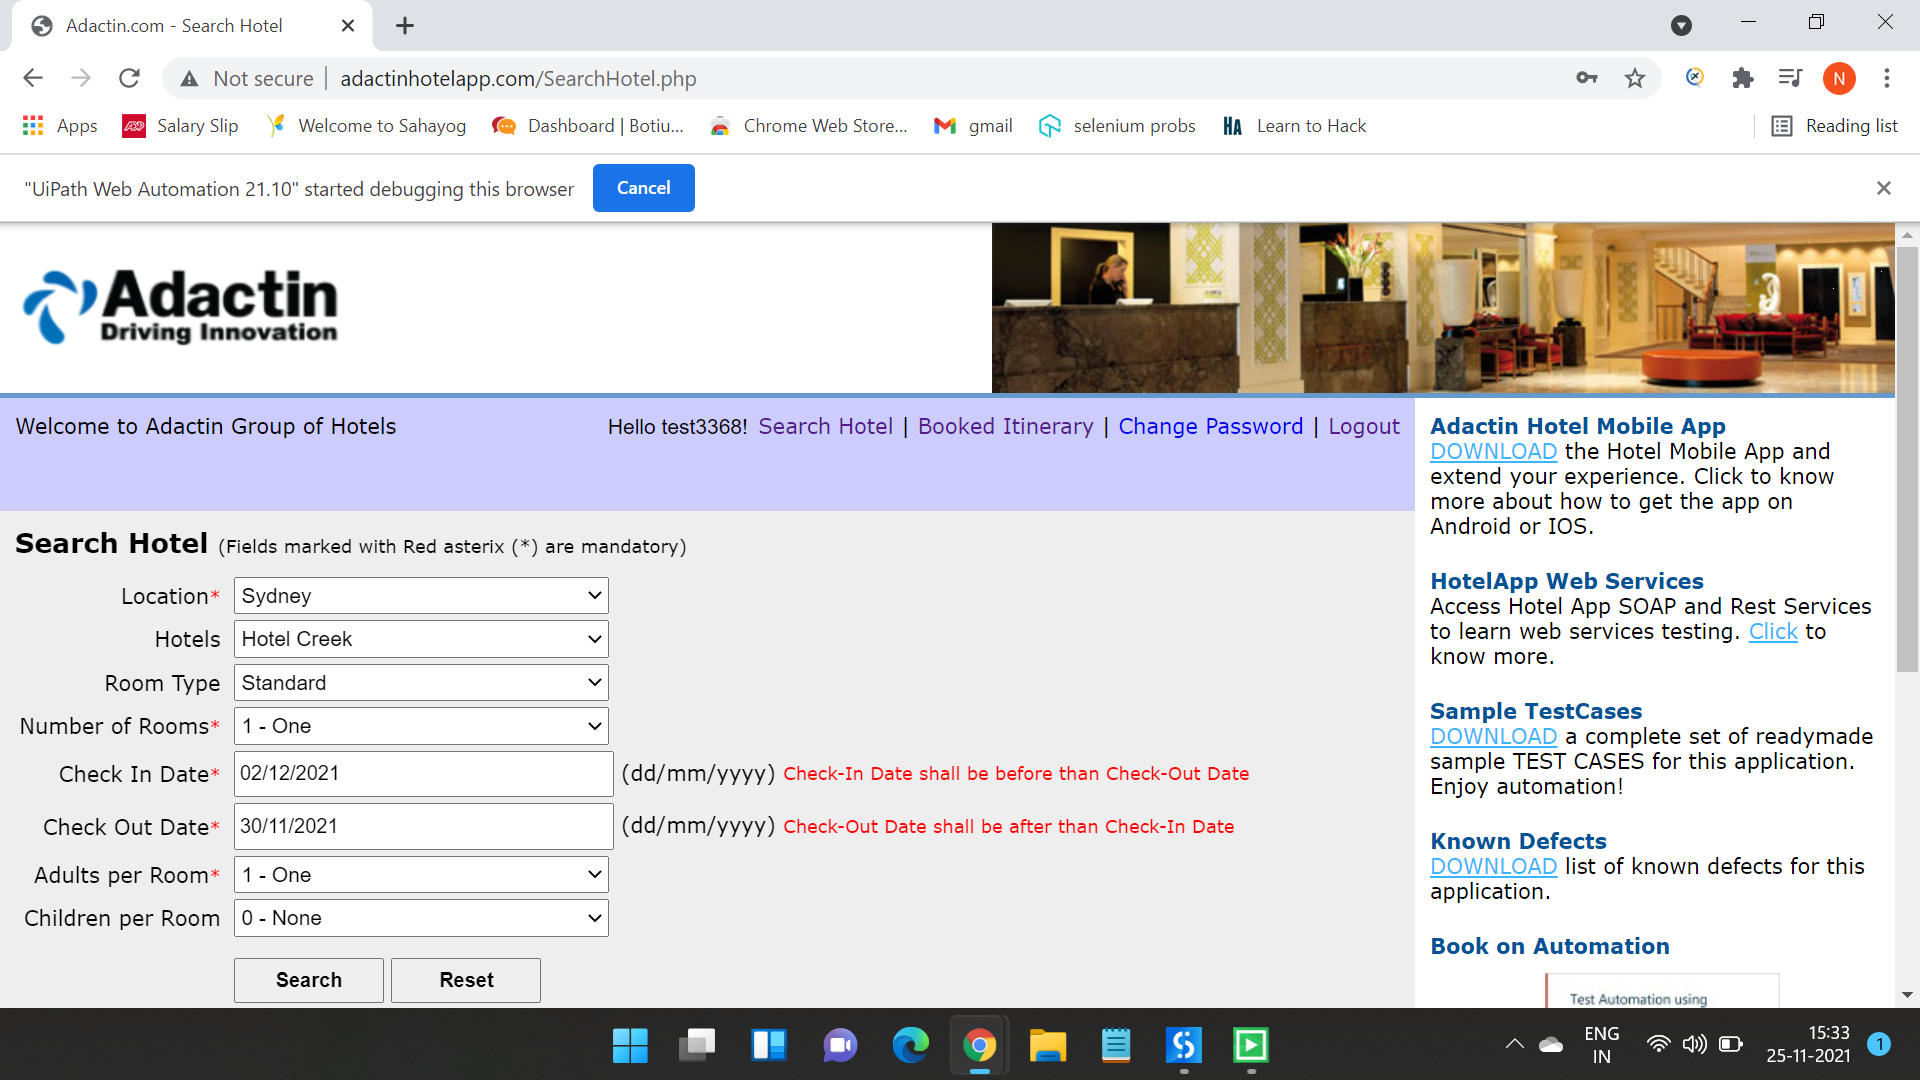 Adactin.com - Search Hotel
Not secure | adactinhotelapp.com/SearchHotel.php
N
Apps
ADP
Salary Slip
Welcome to Sahayog
Dashboard | Botiu...
Chrome Web Store...
gmail
selenium probs
HA
Learn to Hack
Reading list
"UiPath Web Automation 21.10" started debugging this browser
Cancel
Adactin
Driving Innovation
Welcome to Adactin Group of Hotels
Hello test3368! Search Hotel | Booked Itinerary | Change Password | Logout
Search Hotel (Fields marked with Red asterix (*) are mandatory)
Location* Sydney
Hotels Hotel Creek
Room Type Standard
Number of Rooms* 1 - One
Check In Date* 02/12/2021 (dd/mm/yyyy) Check-In Date shall be before than Check-Out Date
Check Out Date* 30/11/2021 (dd/mm/yyyy) Check-Out Date shall be after than Check-In Date
Adults per Room* 1 - One
Children per Room 0 - None
Search
Reset
Adactin Hotel Mobile App
DOWNLOAD the Hotel Mobile App and
extend your experience. Click to know
more about how to get the app on
Android or IOS.
HotelApp Web Services
Access Hotel App SOAP and Rest Services
to learn web services testing. Click to
know more.
Sample TestCases
DOWNLOAD a complete set of readymade
sample TEST CASES for this application.
Enjoy automation!
Known Defects
DOWNLOAD list of known defects for this
application.
Book on Automation
Test Automation using
ENG
IN
15:33
25-11-2021
1